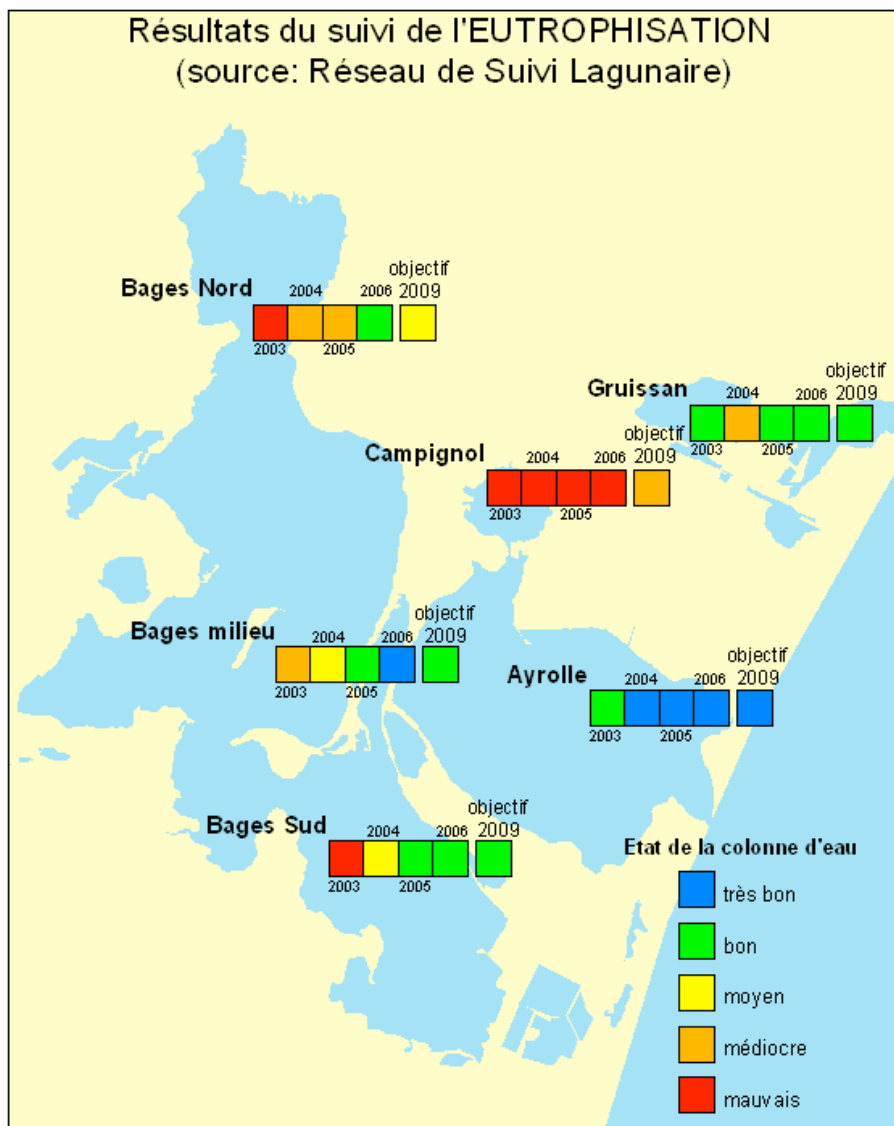 Résultats du suivi de l'EUTROPHISATION
(source: Réseau de Suivi Lagunaire)
Bages Nord
2004
2006
objectif
2009
2003
2005
Gruissan
2004
2006
objectif
2009
2003
2005
Campignol
2004
2006
objectif
2009
2003
2005
Bages milieu
2004
2006
objectif
2009
2003
2005
Ayrolle
2004
2006
objectif
2009
2003
2005
Bages Sud
2004
2006
objectif
2009
2003
2005
Etat de la colonne d'eau
très bon
bon
moyen
médiocre
mauvais